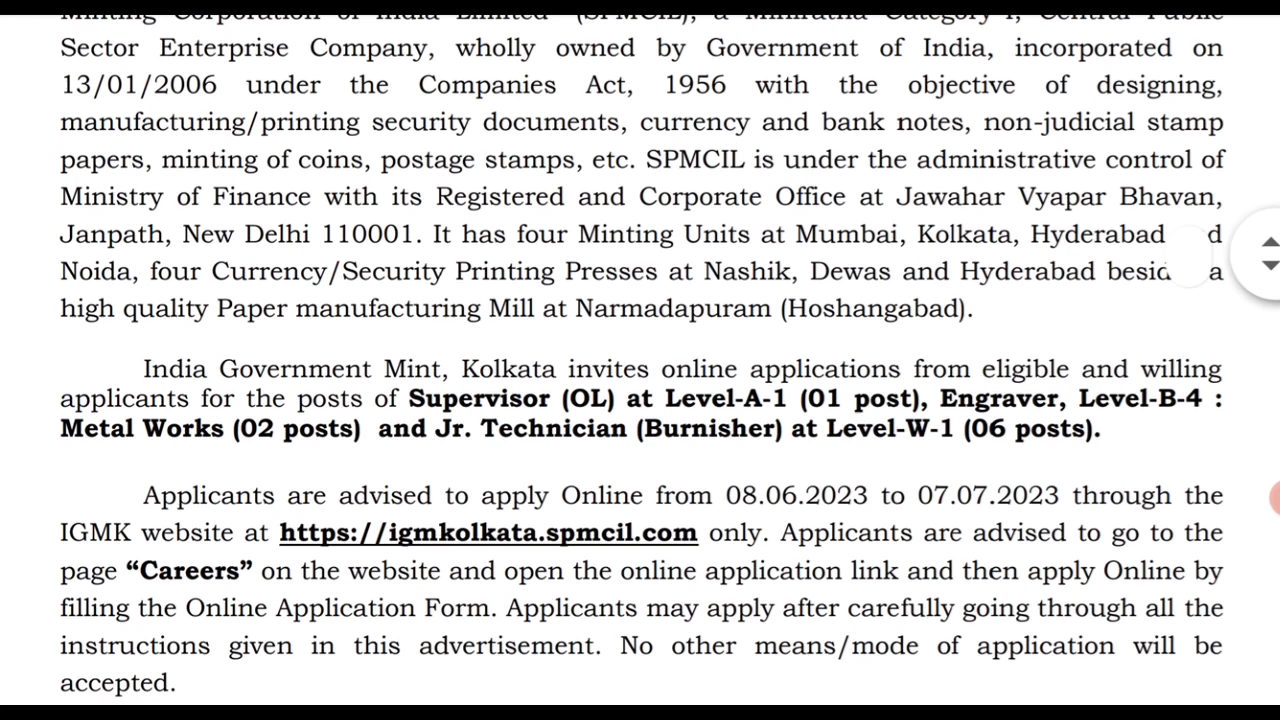 Minting Corporation of India Limited (SPMCIL), a Miniratna Category-I, Central Public
Sector Enterprise Company, wholly owned by Government of India, incorporated on
13/01/2006 under the Companies Act, 1956 with the objective of designing,
manufacturing/printing security documents, currency and bank notes, non-judicial stamp
papers, minting of coins, postage stamps, etc. SPMCIL is under the administrative control of
Ministry of Finance with its Registered and Corporate Office at Jawahar Vyapar Bhavan,
Janpath, New Delhi 110001. It has four Minting Units at Mumbai, Kolkata, Hyderabad
Noida, four Currency/Security Printing Presses at Nashik, Dewas and Hyderabad a
high quality Paper manufacturing Mill at Narmadapuram (Hoshangabad).
India Government Mint, Kolkata invites online applications from eligible and willing
applicants for the posts of Supervisor (OL) at Level-A-1 (01 post), Engraver, Level-B-4 :
Metal Works (02 posts) and Jr. Technician (Burnisher) at Level-W-1 (06 posts).
Applicants are advised to apply Online from 08.06.2023 to 07.07.2023 through the
IGMK website at https://igmkolkata.spmcil.com only. Applicants are advised to go to the
page “Careers” on the website and open the online application link and then apply Online by
filling the Online Application Form. Applicants may apply after carefully going through all the
instructions given in this advertisement. No other means/mode of application will be
accepted.